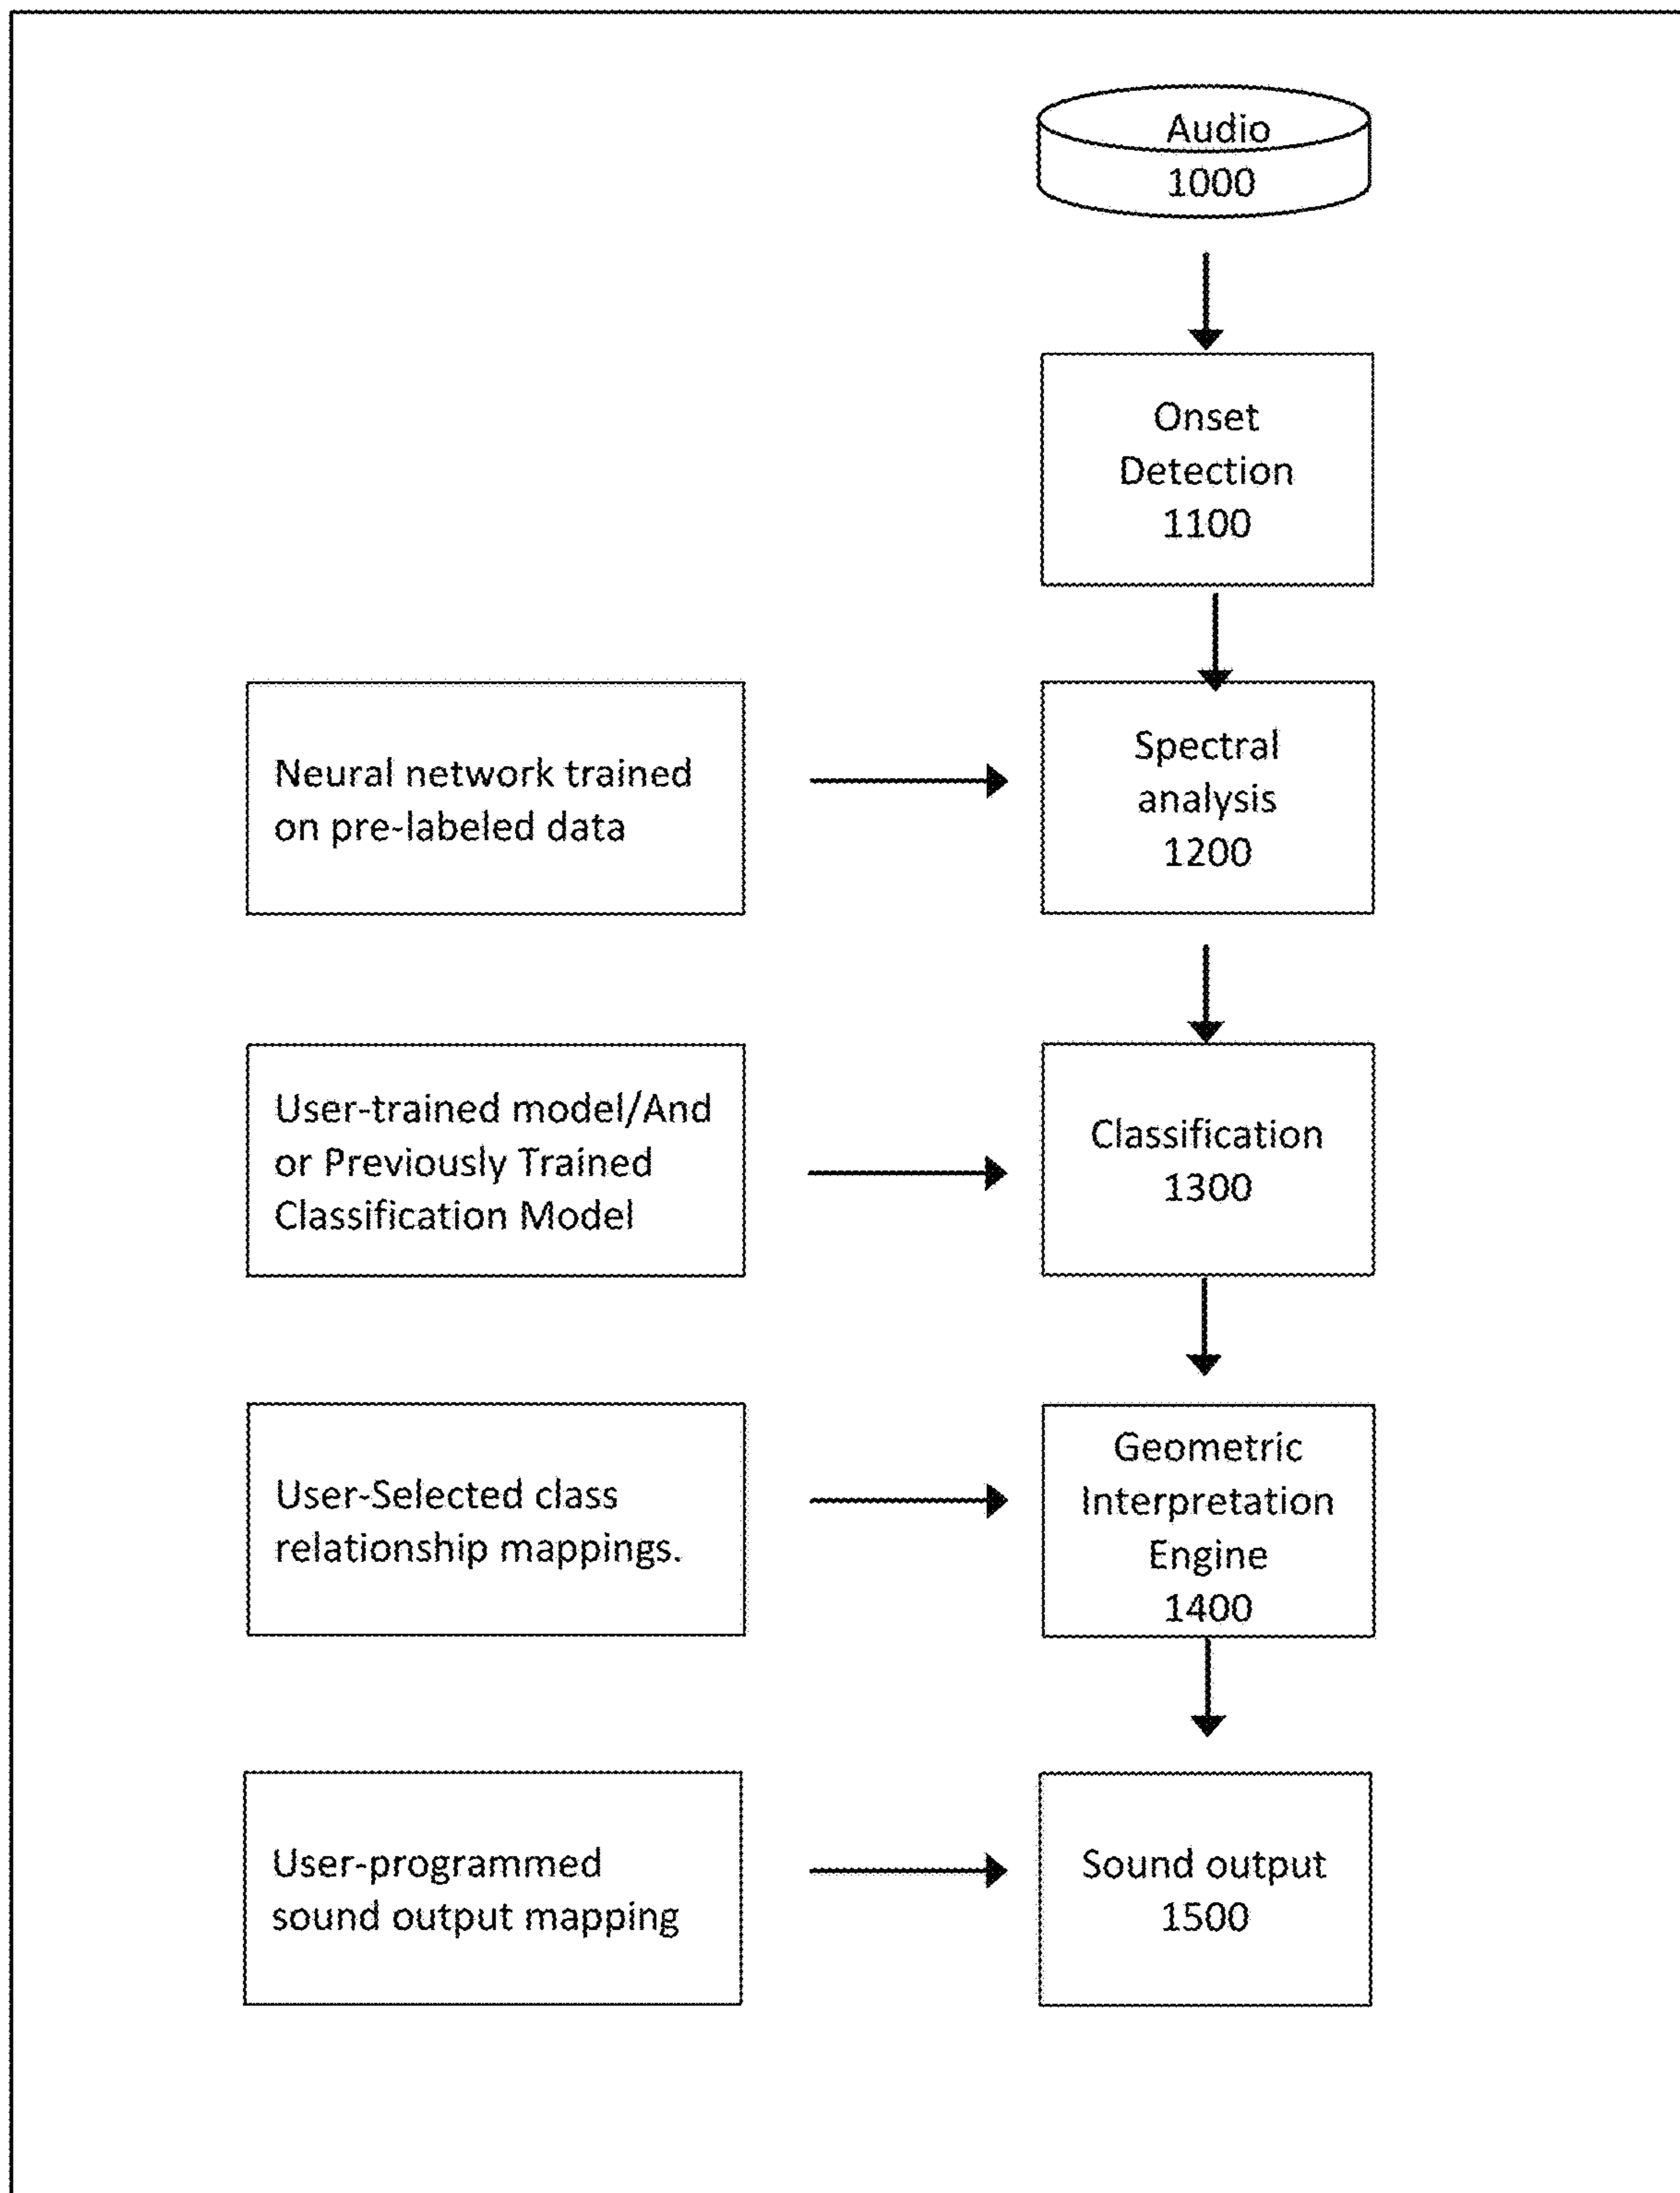 Audio
1000
Onset
Detection
1100
Neural network trained
on pre-labeled data
Spectral
analysis
1200
User-trained model/And
or Previously Trained
Classification Model
Classification
1300
User-Selected class
relationship mappings.
Geometric
Interpretation
Engine
1400
User-programmed
sound output mapping
Sound output
1500